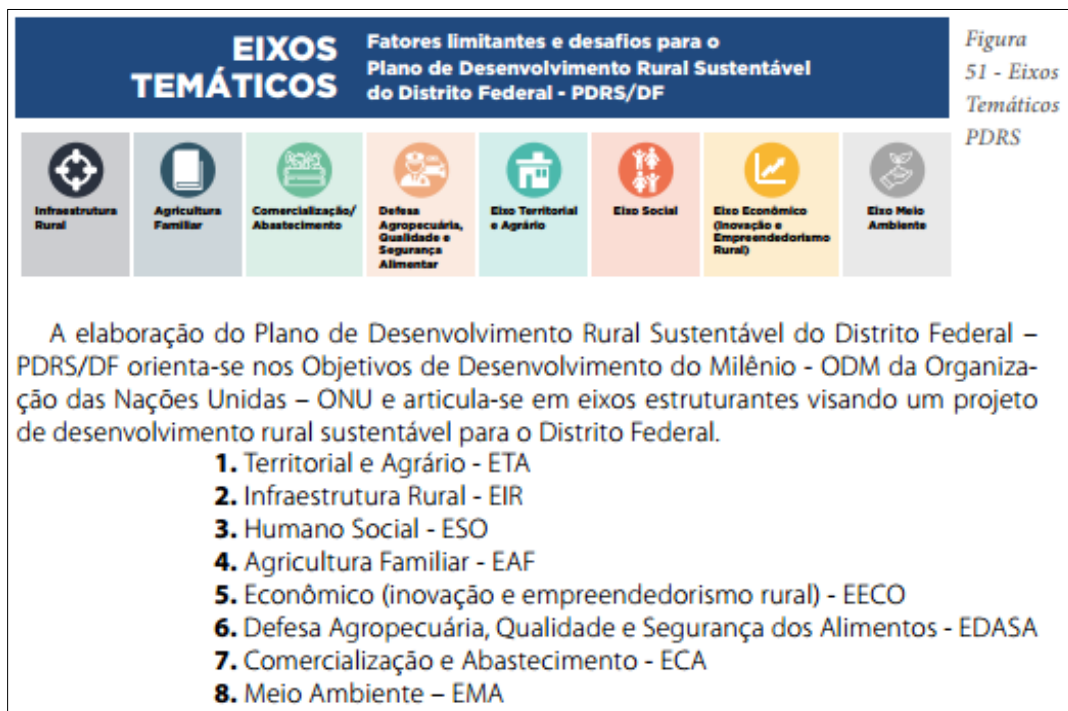 EIXOS
TEMÁTICOS
Fatores limitantes e desafios para o
Plano de Desenvolvimento Rural Sustentável
do Distrito Federal - PDRS/DF
Figura
51 - Eixos
Temáticos
PDRS
Infraestrutura
Rural
Agricultura
Familiar
Comercialização/
Abastecimento
Defesa
Agropecuária,
Qualidade e
Segurança
Alimentar
Eixo Territorial
e Agrário
Eixo Social
Eixo Econômico
(Inovação e
Empreendedorismo
Rural)
Eixo Meio
Ambiente
A elaboração do Plano de Desenvolvimento Rural Sustentável do Distrito Federal –
PDRS/DF orienta-se nos Objetivos de Desenvolvimento do Milênio - ODM da Organiza-
ção das Nações Unidas – ONU e articula-se em eixos estruturantes visando um projeto
de desenvolvimento rural sustentável para o Distrito Federal.
1. Territorial e Agrário - ETA
2. Infraestrutura Rural - EIR
3. Humano Social - ESO
4. Agricultura Familiar - EAF
5. Econômico (inovação e empreendedorismo rural) - EECO
6. Defesa Agropecuária, Qualidade e Segurança dos Alimentos - EDASA
7. Comercialização e Abastecimento - ECA
8. Meio Ambiente – EMA